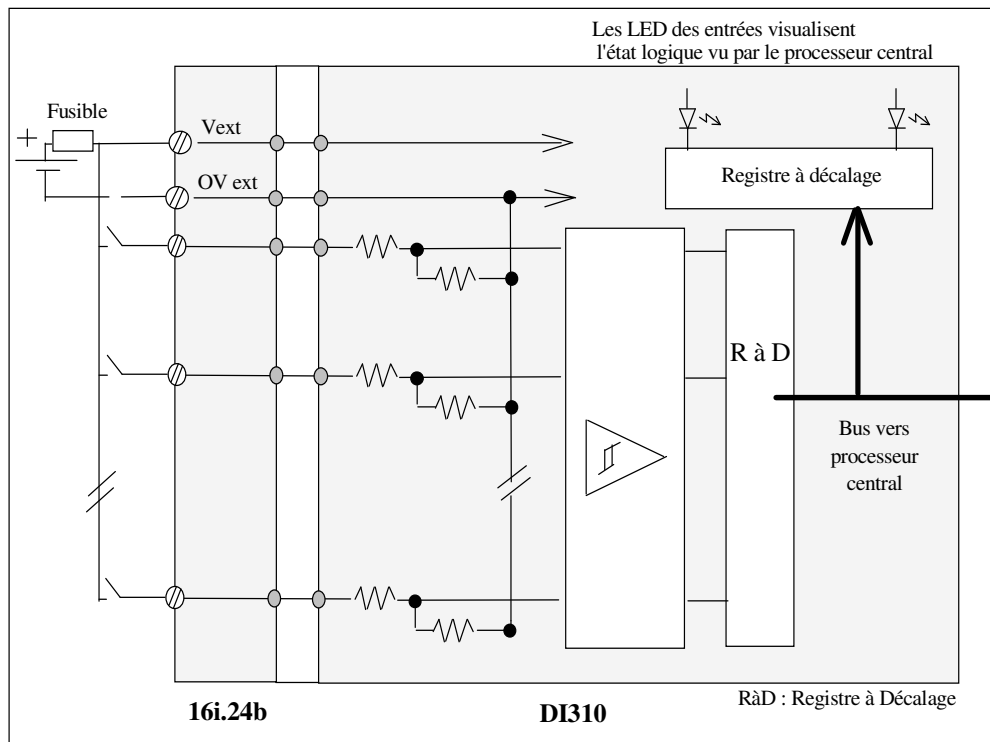 Les LED des entrées visualisent
l'état logique vu par le processeur central
Fusible
+
Vext
OV ext
Registre à décalage
R à D
Bus vers
processeur
central
16i.24b
DI310
RàD : Registre à Décalage